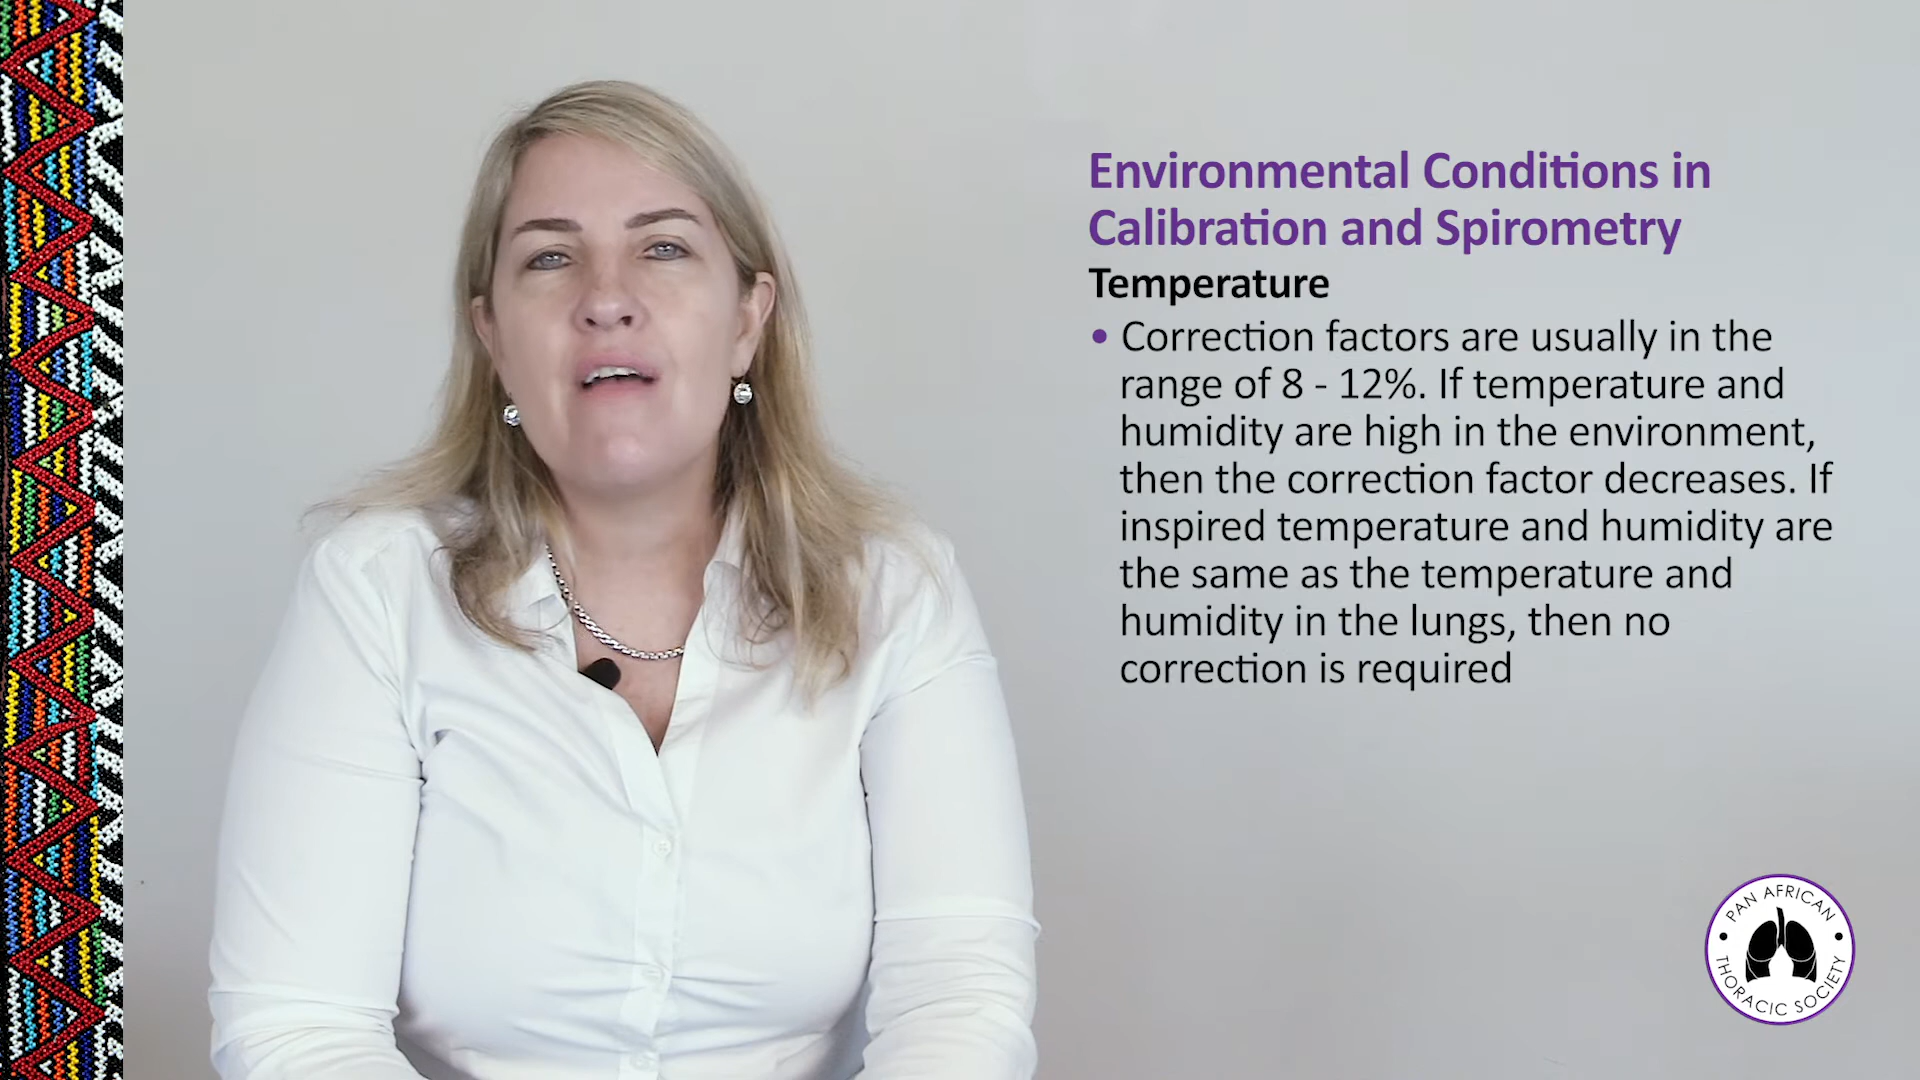 Environmental Conditions in
Calibration and Spirometry
Temperature
• Correction factors are usually in the
range of 8 - 12%. If temperature and
humidity are high in the environment,
then the correction factor decreases. If
inspired temperature and humidity are
the same as the temperature and
humidity in the lungs, then no
correction is required
PAN AFRICAN
THORACIC SOCIETY